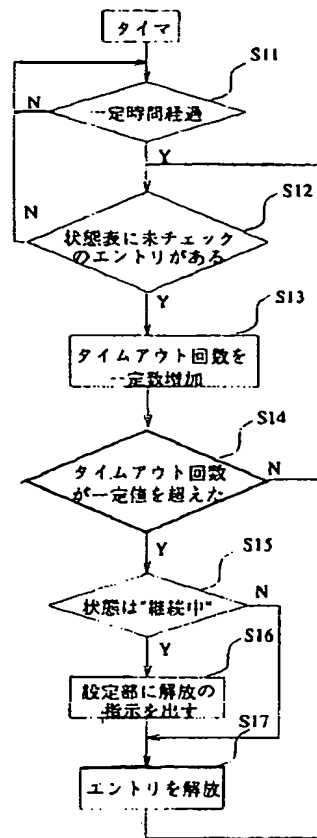 タイマ
S11
一定時間経過
N
Y
S12
状態表に未チェック
のエントリがある
N
Y
S13
タイムアウト回数を
一定数増加
S14
タイムアウト回数
が一定値を超えた
N
Y
S15
状態は"継続中"
N
Y
S16
設定部に解放の
指示を出す
S17
エントリを解放